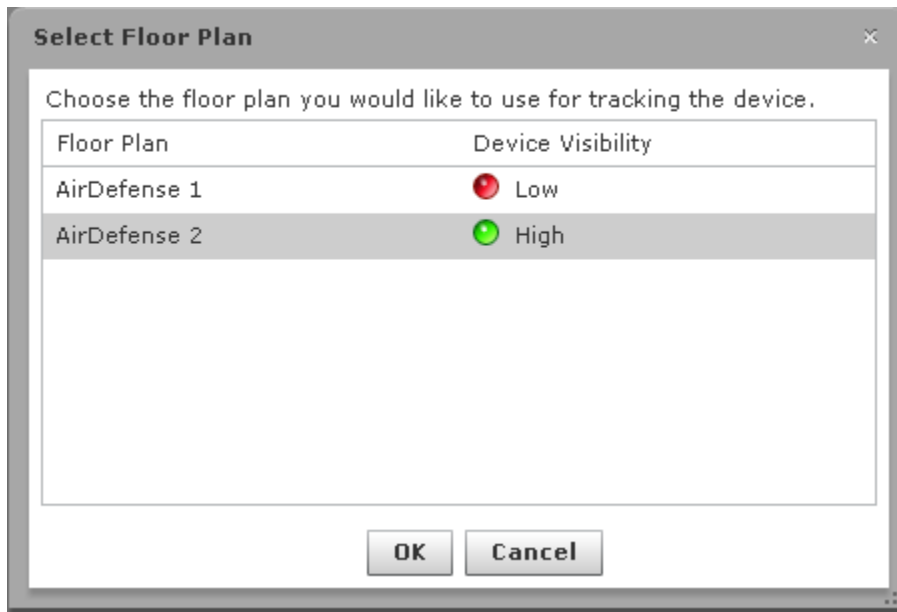 Select Floor Plan
Choose the floor plan you would like to use for tracking the device.
Floor Plan Device Visibility
AirDefense 1 Low
AirDefense 2 High
OK Cancel